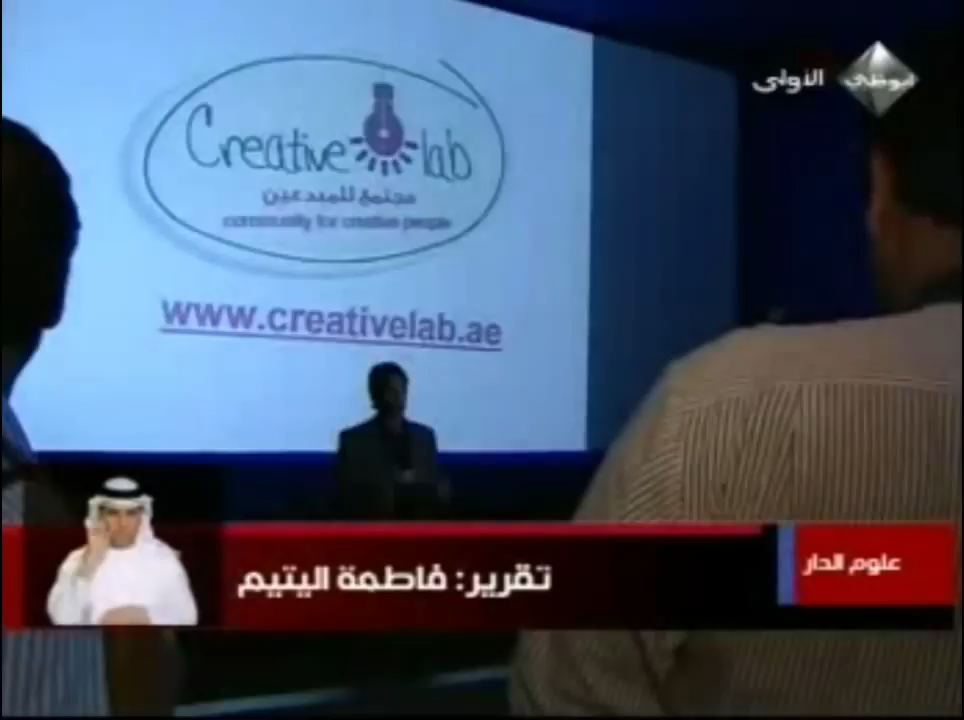 أبوظبي الأولى
Creative lab
مجتمع للمبدعين
community for creative people
www.creativelab.ae
علوم الدار
تقرير: فاطمة اليتيم